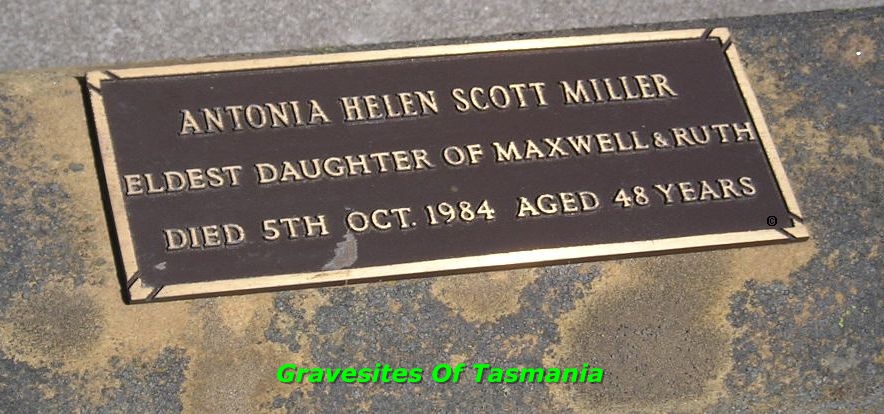 ANTONIA HELEN SCOTT MILLER
ELDEST DAUGHTER OF MAXWELL & RUTH
DIED 5TH OCT. 1984 AGED 48 YEARS
©
Gravesites Of Tasmania